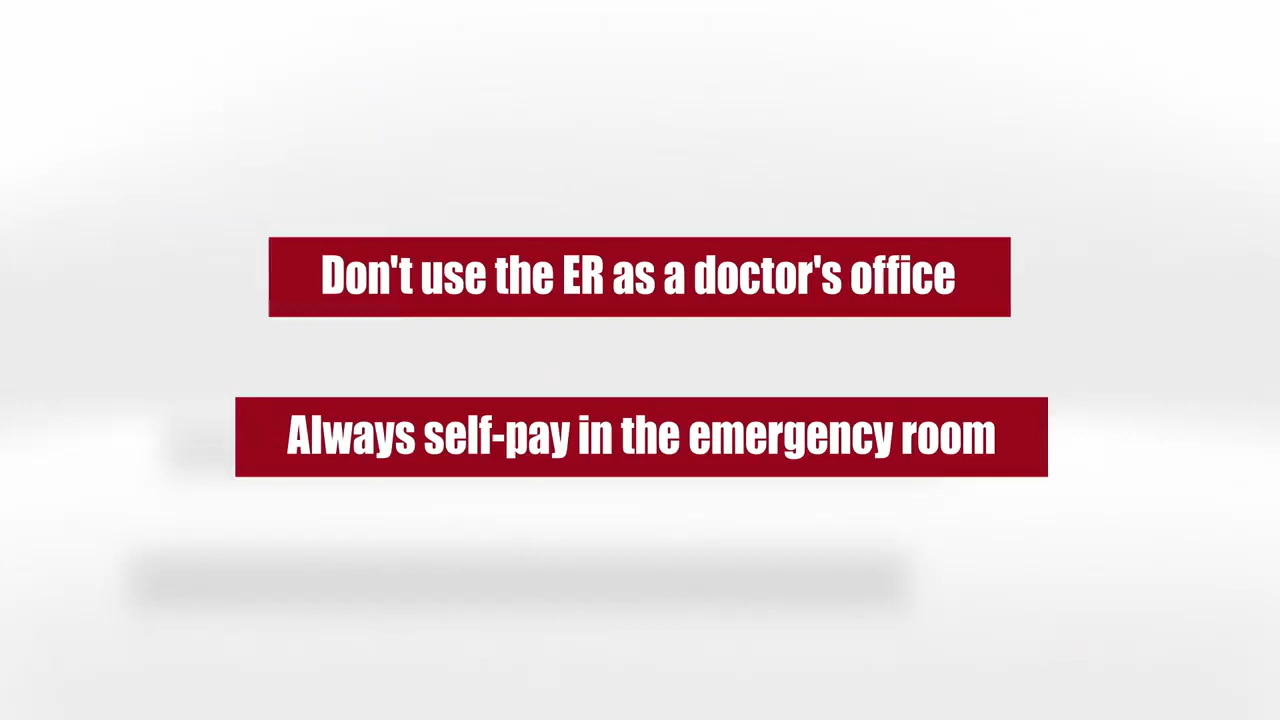 Don't use the ER as a doctor's office
Always self-pay in the emergency room